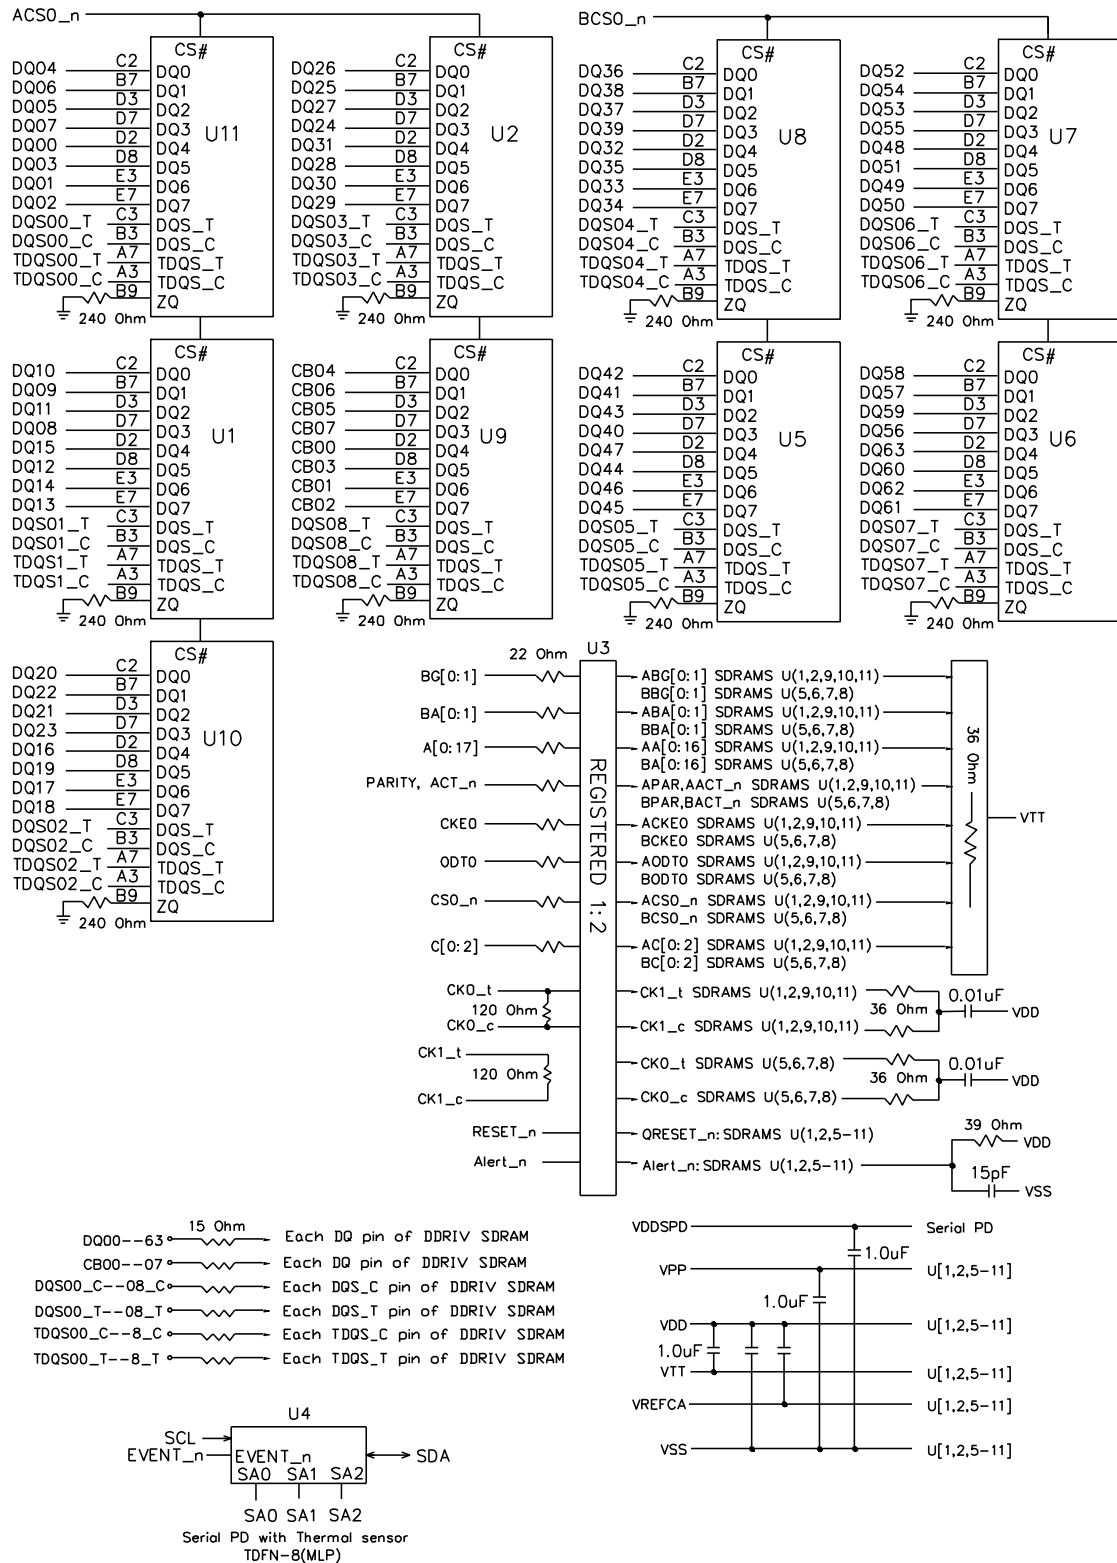 ACS0_n
CS#
DQ04 C2 DQ0
DQ06 B7 DQ1
DQ05 D3 DQ2
DQ07 D7 DQ3
DQ00 D2 DQ4
DQ03 D8 DQ5
DQ01 E3 DQ6
DQ02 E7 DQ7
DQS00_T C3 DQS_T
DQS00_C B3 DQS_C
TDQS00_T A7 TDQS_T
TDQS00_C A3 TDQS_C
B9 ZQ
240 Ohm
U11
CS#
DQ26 C2 DQ0
DQ25 B7 DQ1
DQ27 D3 DQ2
DQ24 D7 DQ3
DQ31 D2 DQ4
DQ28 D8 DQ5
DQ30 E3 DQ6
DQ29 E7 DQ7
DQS03_T C3 DQS_T
DQS03_C B3 DQS_C
TDQS03_T A7 TDQS_T
TDQS03_C A3 TDQS_C
B9 ZQ
240 Ohm
U2
BCS0_n
CS#
DQ36 C2 DQ0
DQ38 B7 DQ1
DQ37 D3 DQ2
DQ39 D7 DQ3
DQ32 D2 DQ4
DQ35 D8 DQ5
DQ33 E3 DQ6
DQ34 E7 DQ7
DQS04_T C3 DQS_T
DQS04_C B3 DQS_C
TDQS04_T A7 TDQS_T
TDQS04_C A3 TDQS_C
B9 ZQ
240 Ohm
U8
CS#
DQ52 C2 DQ0
DQ54 B7 DQ1
DQ53 D3 DQ2
DQ55 D7 DQ3
DQ48 D2 DQ4
DQ51 D8 DQ5
DQ49 E3 DQ6
DQ50 E7 DQ7
DQS06_T C3 DQS_T
DQS06_C B3 DQS_C
TDQS06_T A7 TDQS_T
TDQS06_C A3 TDQS_C
B9 ZQ
240 Ohm
U7
CS#
DQ10 C2 DQ0
DQ09 B7 DQ1
DQ11 D3 DQ2
DQ08 D7 DQ3
DQ15 D2 DQ4
DQ12 D8 DQ5
DQ14 E3 DQ6
DQ13 E7 DQ7
DQS01_T C3 DQS_T
DQS01_C B3 DQS_C
TDQS1_T A7 TDQS_T
TDQS1_C A3 TDQS_C
B9 ZQ
240 Ohm
U1
CS#
CB04 C2 DQ0
CB06 B7 DQ1
CB05 D3 DQ2
CB07 D7 DQ3
CB00 D2 DQ4
CB03 D8 DQ5
CB01 E3 DQ6
CB02 E7 DQ7
DQS08_T C3 DQS_T
DQS08_C B3 DQS_C
TDQS08_T A7 TDQS_T
TDQS08_C A3 TDQS_C
B9 ZQ
240 Ohm
U9
CS#
DQ42 C2 DQ0
DQ41 B7 DQ1
DQ43 D3 DQ2
DQ40 D7 DQ3
DQ47 D2 DQ4
DQ44 D8 DQ5
DQ46 E3 DQ6
DQ45 E7 DQ7
DQS05_T C3 DQS_T
DQS05_C B3 DQS_C
TDQS05_T A7 TDQS_T
TDQS05_C A3 TDQS_C
B9 ZQ
240 Ohm
U5
CS#
DQ58 C2 DQ0
DQ57 B7 DQ1
DQ59 D3 DQ2
DQ56 D7 DQ3
DQ63 D2 DQ4
DQ60 D8 DQ5
DQ62 E3 DQ6
DQ61 E7 DQ7
DQS07_T C3 DQS_T
DQS07_C B3 DQS_C
TDQS07_T A7 TDQS_T
TDQS07_C A3 TDQS_C
B9 ZQ
240 Ohm
U6
CS#
DQ20 C2 DQ0
DQ22 B7 DQ1
DQ21 D3 DQ2
DQ23 D7 DQ3
DQ16 D2 DQ4
DQ19 D8 DQ5
DQ17 E3 DQ6
DQ18 E7 DQ7
DQS02_T C3 DQS_T
DQS02_C B3 DQS_C
TDQS02_T A7 TDQS_T
TDQS02_C A3 TDQS_C
B9 ZQ
240 Ohm
U10
U3
22 Ohm
REGISTERED 1:2
BG[0:1] ABG[0:1] SDRAMS U(1,2,9,10,11)
BBG[0:1] SDRAMS U(5,6,7,8)
BA[0:1] ABA[0:1] SDRAMS U(1,2,9,10,11)
BBA[0:1] SDRAMS U(5,6,7,8)
A[0:17] AA[0:16] SDRAMS U(1,2,9,10,11)
BA[0:16] SDRAMS U(5,6,7,8)
PARITY, ACT_n APAR,AACT_n SDRAMS U(1,2,9,10,11)
BPAR,BACT_n SDRAMS U(5,6,7,8)
CKE0 ACKE0 SDRAMS U(1,2,9,10,11)
BCKE0 SDRAMS U(5,6,7,8)
ODT0 AODT0 SDRAMS U(1,2,9,10,11)
BODT0 SDRAMS U(5,6,7,8)
CS0_n ACS0_n SDRAMS U(1,2,9,10,11)
BCS0_n SDRAMS U(5,6,7,8)
C[0:2] AC[0:2] SDRAMS U(1,2,9,10,11)
BC[0:2] SDRAMS U(5,6,7,8)
36 Ohm
VTT
CK0_t CK1_t SDRAMS U(1,2,9,10,11) 0.01uF
120 Ohm 36 Ohm VDD
CK0_c CK1_c SDRAMS U(1,2,9,10,11)
CK1_t CK0_t SDRAMS U(5,6,7,8) 0.01uF
120 Ohm 36 Ohm VDD
CK1_c CK0_c SDRAMS U(5,6,7,8)
RESET_n QRESET_n: SDRAMS U(1,2,5-11)
39 Ohm VDD
Alert_n Alert_n: SDRAMS U(1,2,5-11)
15pF VSS
15 Ohm
DQ00--63 Each DQ pin of DDRIV SDRAM
CB00--07 Each DQ pin of DDRIV SDRAM
DQS00_C--08_C Each DQS_C pin of DDRIV SDRAM
DQS00_T--08_T Each DQS_T pin of DDRIV SDRAM
TDQS00_C--8_C Each TDQS_C pin of DDRIV SDRAM
TDQS00_T--8_T Each TDQS_T pin of DDRIV SDRAM
VDDSPD Serial PD
1.0uF
VPP U[1,2,5-11]
1.0uF
VDD U[1,2,5-11]
1.0uF
VTT U[1,2,5-11]
VREFCA U[1,2,5-11]
VSS U[1,2,5-11]
U4
SCL
EVENT_n EVENT_n SDA
SA0 SA1 SA2
SA0 SA1 SA2
Serial PD with Thermal sensor
TDFN-8(MLP)